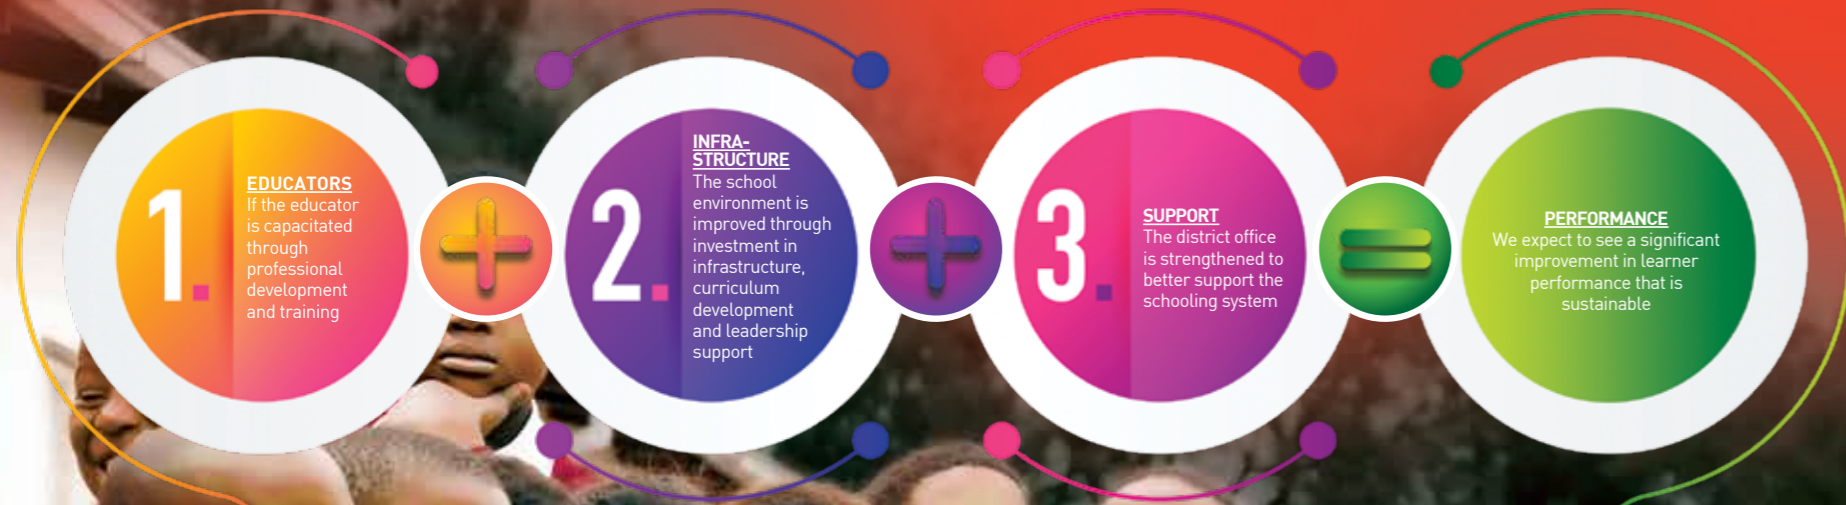 1.
EDUCATORS
If the educator
is capacitated
through
professional
development
and training
+
2.
INFRA-
STRUCTURE
The school
environment is
improved through
investment in
infrastructure,
curriculum
development
and leadership
support
+
3.
SUPPORT
The district office
is strengthened to
better support the
schooling system
=
PERFORMANCE
We expect to see a significant
improvement in learner
performance that is
sustainable